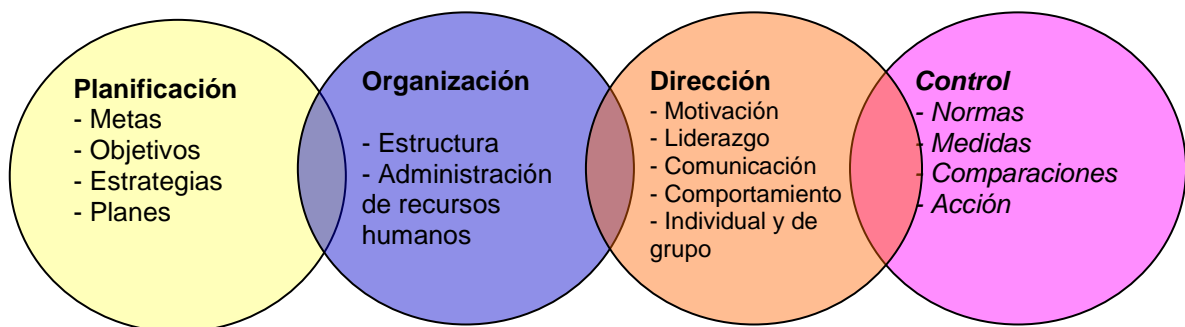 Planificación
- Metas
- Objetivos
- Estrategias
- Planes
Organización
- Estructura
- Administración
de recursos
humanos
Dirección
- Motivación
- Liderazgo
- Comunicación
- Comportamiento
- Individual y de
grupo
Control
- Normas
- Medidas
- Comparaciones
- Acción